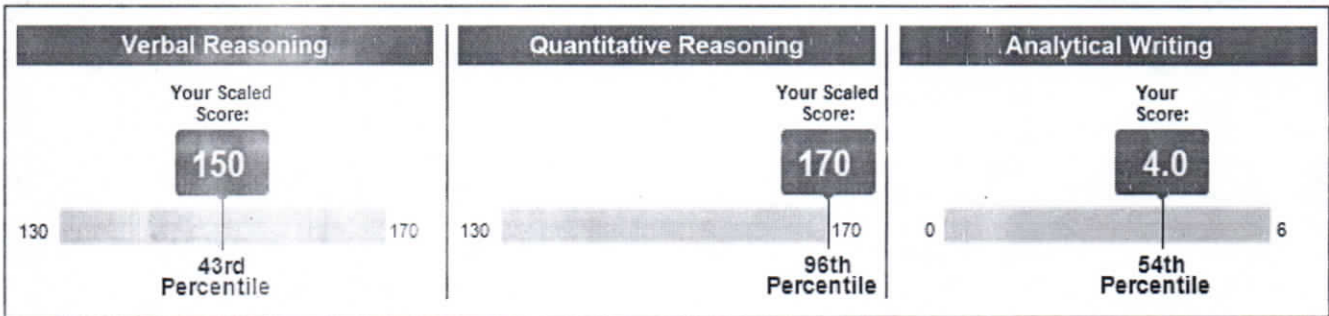 Verbal Reasoning
Your Scaled
Score:
150
130
170
43rd
Percentile
Quantitative Reasoning
Your Scaled
Score:
170
130
170
96th
Percentile
Analytical Writing
Your
Score:
4.0
0
6
54th
Percentile